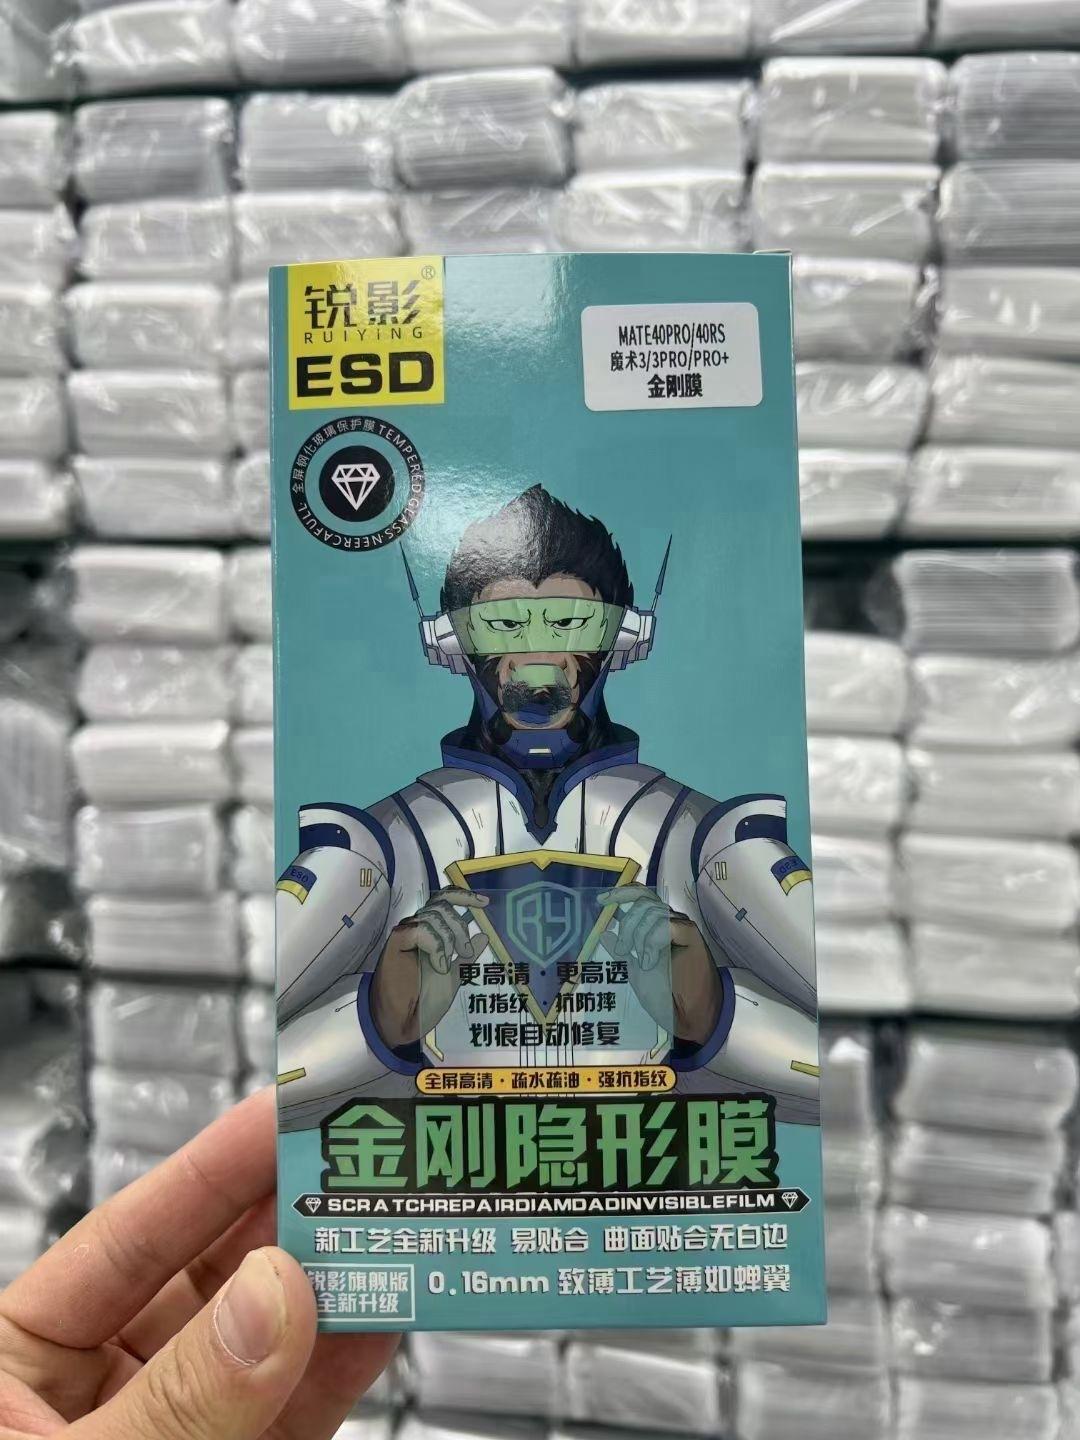 锐影®
RUIYING
ESD
MATE40PRO/40RS
魔术3/3PRO/PRO+
金刚膜
全屏钢化玻璃保护膜 TEMPERED GLASS·NEERCAFULL·
ESD
023
RY
更高清·更高透
抗指纹·抗防摔
划痕自动修复
全屏高清·疏水疏油·强抗指纹
金刚隐形膜
SCRATCHREPAIRDIAMDADINVISIBLEFILM
新工艺全新升级 易贴合 曲面贴合无白边
锐影旗舰版
全新升级
0.16mm 致薄工艺薄如蝉翼